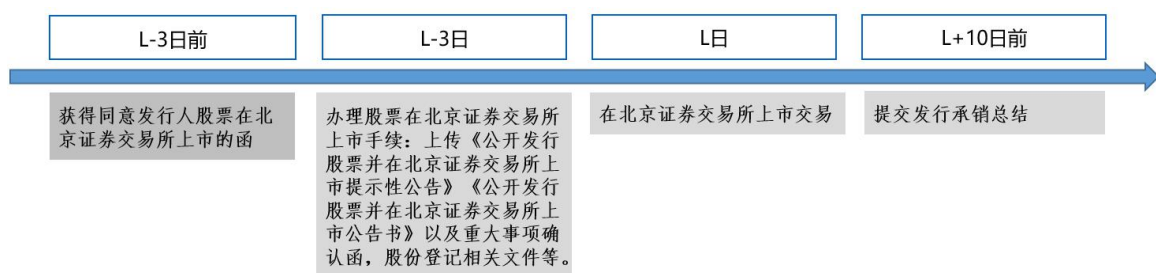 L-3日前
L-3日
L日
L+10日前
获得同意发行人股票在北
京证券交易所上市的函
办理股票在北京证券交易所
上市手续：上传《公开发行
股票并在北京证券交易所上
市提示性公告》《公开发行
股票并在北京证券交易所上
市公告书》以及重大事项确
认函，股份登记相关文件等。
在北京证券交易所上市交易
提交发行承销总结